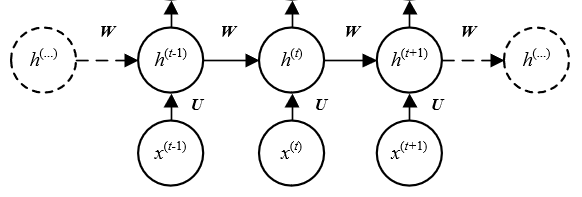 W W W W
h(...) h(t-1) h(t) h(t+1) h(...)
U U U
x(t-1) x(t) x(t+1)